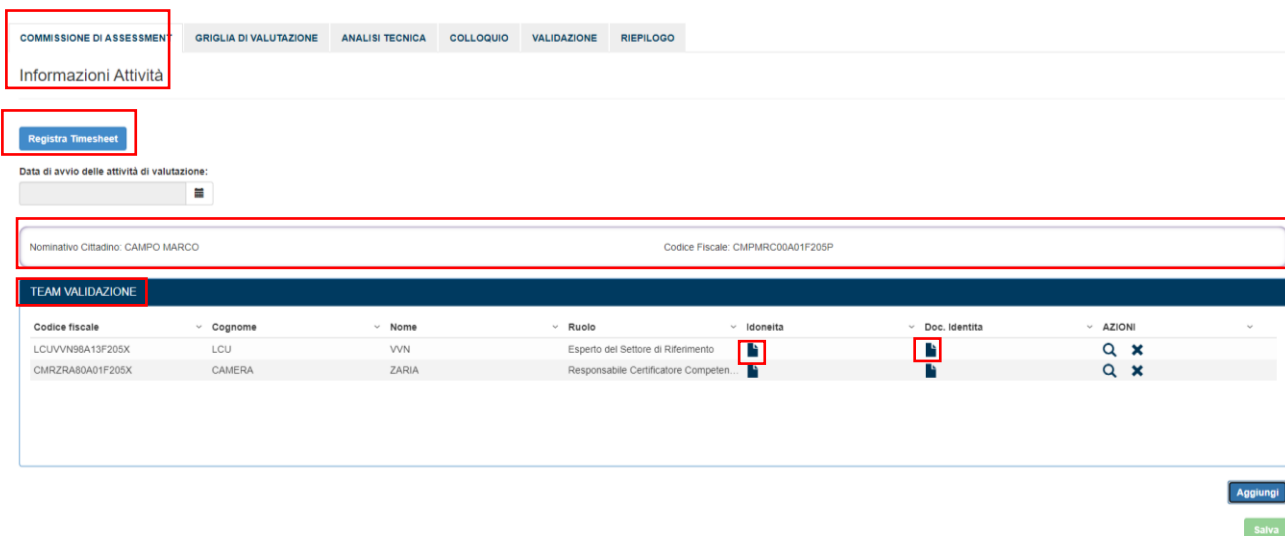 COMMISSIONE DI ASSESSMENT GRIGLIA DI VALUTAZIONE ANALISI TECNICA COLLOQUIO VALIDAZIONE RIEPILOGO
Informazioni Attività
Registra Timesheet
Data di avvio delle attività di valutazione:
Nominativo Cittadino: CAMPO MARCO Codice Fiscale: CMPMRC00A01F205P
TEAM VALIDAZIONE
Codice fiscale Cognome Nome Ruolo Idoneita Doc. Identita AZIONI
LCUVVN98A13F205X LCU VVN Esperto del Settore di Riferimento
CMRZRA80A01F205X CAMERA ZARIA Responsabile Certificatore Competen...
Aggiungi
Salva